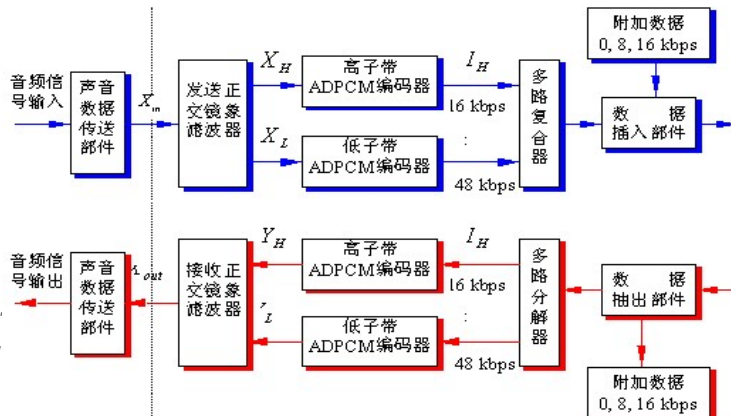 音频信
号输入
声音
数据
传送
部件
X_in
发送正
交镜象
滤波器
X_H
X_L
高子带
ADPCM编码器
低子带
ADPCM编码器
I_H
16 kbps
:
48 kbps
多路复合器
附加数据
0, 8, 16 kbps
数 据
插入部件
音频信
号输出
声音
数据
传送
部件
out
接收正
交镜象
滤波器
Y_H
L
高子带
ADPCM编码器
低子带
ADPCM编码器
I_H
16 kbps
:
48 kbps
多路分解器
数 据
抽出部件
附加数据
0, 8, 16 kbps